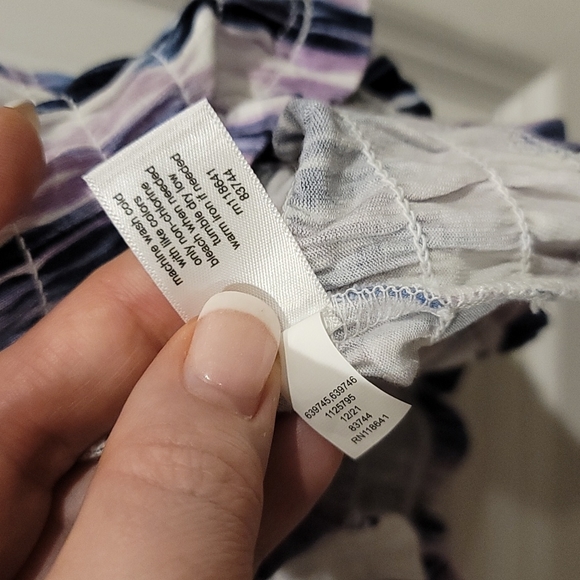 machine wash cold
with like colors
only non-chlorine
bleach when needed
tumble dry low
warm iron if needed
rn118641
83744
639745,639746
1125795
12/21
83744
RN118641